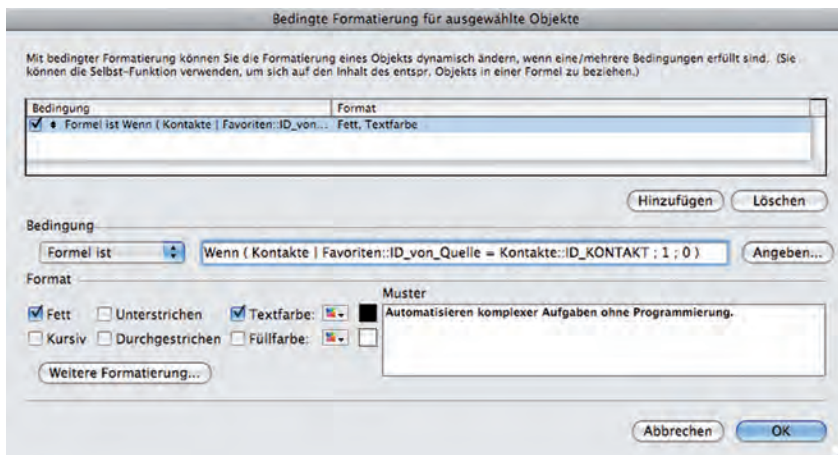 Bedingte Formatierung für ausgewählte Objekte
Mit bedingter Formatierung können Sie die Formatierung eines Objekts dynamisch ändern, wenn eine/mehrere Bedingungen erfüllt sind. (Sie
können die Selbst-Funktion verwenden, um sich auf den Inhalt des entspr. Objekts in einer Formel zu beziehen.)
Bedingung Format
Formel ist Wenn ( Kontakte | Favoriten::ID_von... Fett, Textfarbe
Hinzufügen Löschen
Bedingung
Formel ist Wenn ( Kontakte | Favoriten::ID_von_Quelle = Kontakte::ID_KONTAKT ; 1 ; 0 ) Angeben...
Format
Muster
Fett Unterstrichen Textfarbe: Automatisieren komplexer Aufgaben ohne Programmierung.
Kursiv Durchgestrichen Füllfarbe:
Weitere Formatierung...
Abbrechen OK